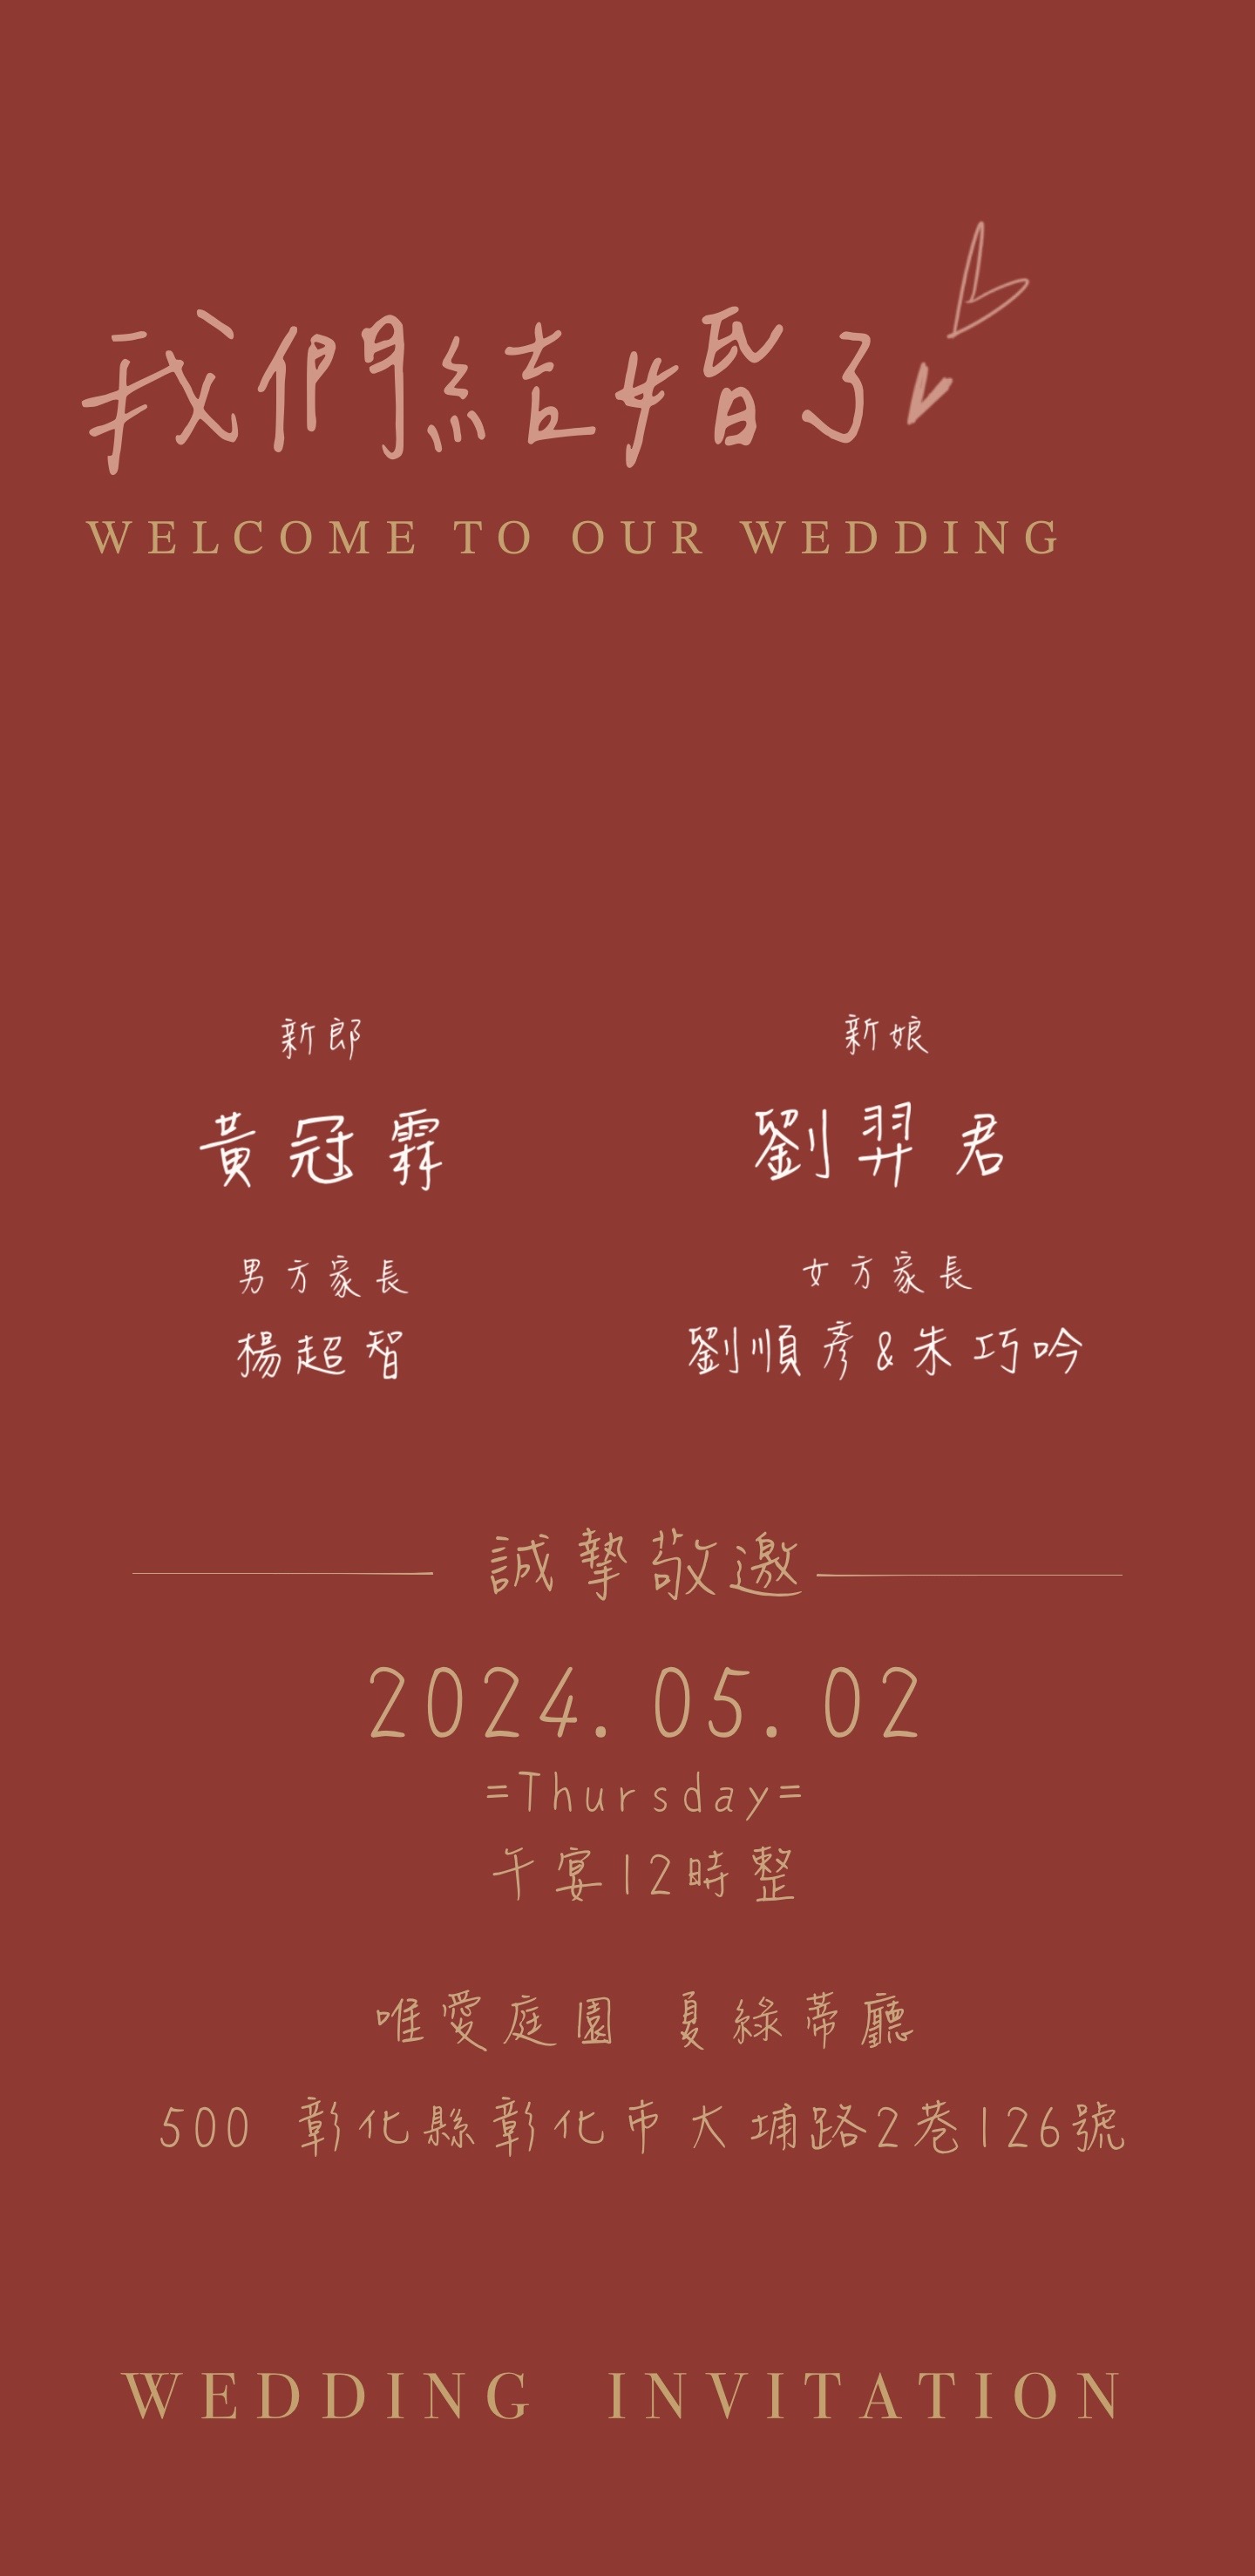 我們結婚了
WELCOME TO OUR WEDDING
新郎
黃冠霖
男方家長
楊超智
新娘
劉羿君
女方家長
劉順彥&朱巧吟
誠摯敬邀
2024.05.02
=Thursday=
午宴12時整
唯愛庭園 夏綠蒂廳
500 彰化縣彰化市大埔路2巷126號
WEDDING INVITATION